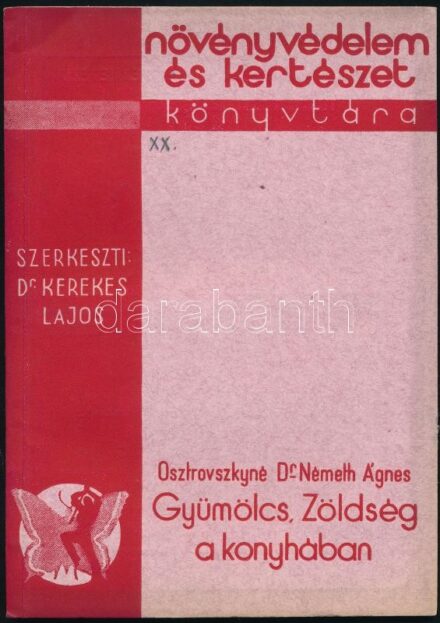 növényvédelem
és kertészet
könyvtára
XX.
SZERKESZTI:
Dr KEREKES
LAJOS
darabanth
Osztrovszkyné Dr Németh Ágnes
Gyümölcs, Zöldség
a konyhában